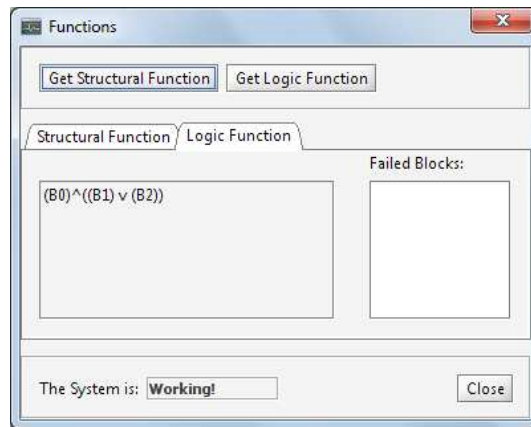 Functions
Get Structural Function Get Logic Function
Structural Function Logic Function
Failed Blocks:
(B0)^((B1) v (B2))
The System is: Working! Close